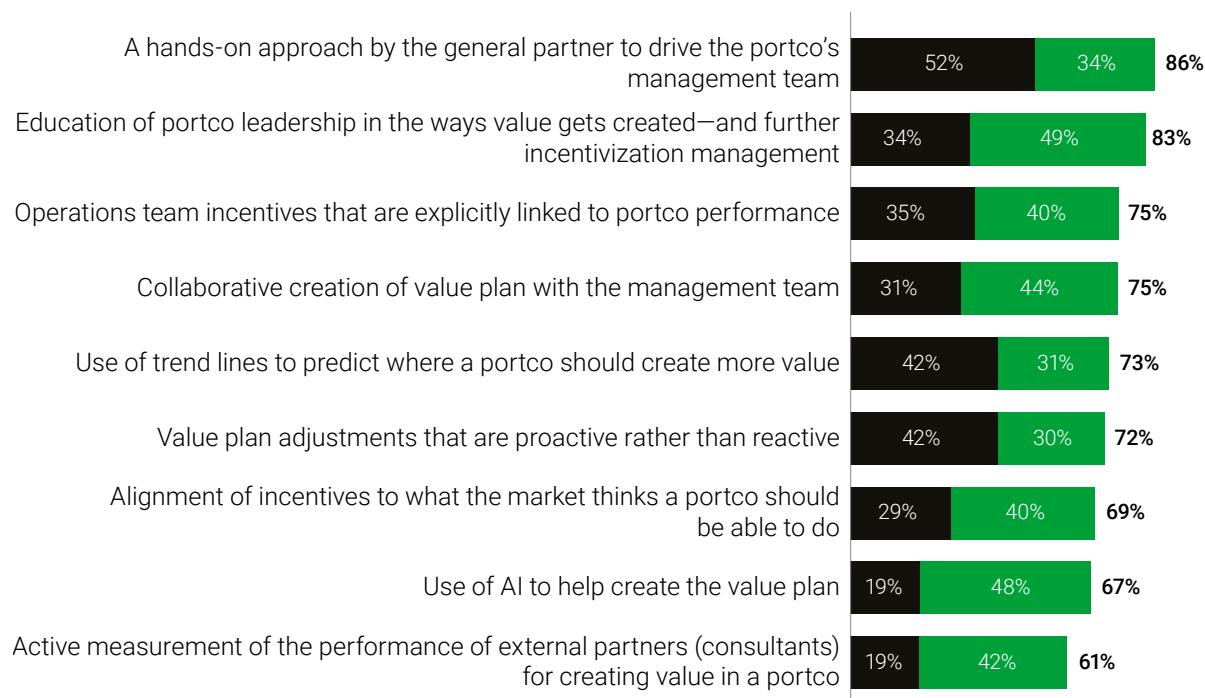 A hands-on approach by the general partner to drive the portco's
management team
52% 34% 86%
Education of portco leadership in the ways value gets created—and further
incentivization management
34% 49% 83%
Operations team incentives that are explicitly linked to portco performance
35% 40% 75%
Collaborative creation of value plan with the management team
31% 44% 75%
Use of trend lines to predict where a portco should create more value
42% 31% 73%
Value plan adjustments that are proactive rather than reactive
42% 30% 72%
Alignment of incentives to what the market thinks a portco should
be able to do
29% 40% 69%
Use of AI to help create the value plan
19% 48% 67%
Active measurement of the performance of external partners (consultants)
for creating value in a portco
19% 42% 61%